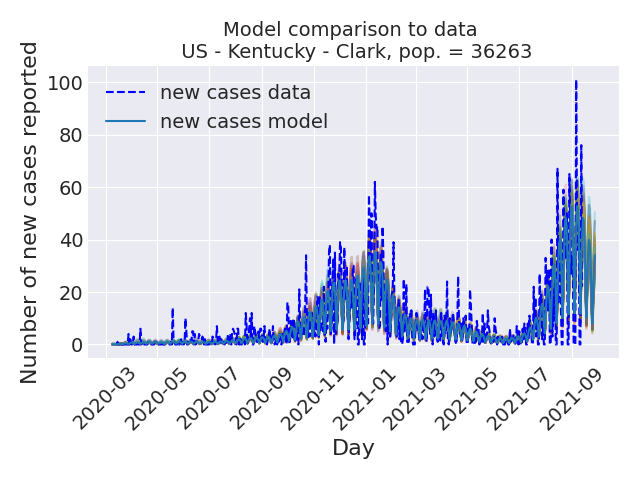 Model comparison to data
US - Kentucky - Clark, pop. = 36263
Number of new cases reported
new cases data
new cases model
100
80
60
40
20
0
2020-03
2020-05
2020-07
2020-09
2020-11
2021-01
2021-03
2021-05
2021-07
2021-09
Day